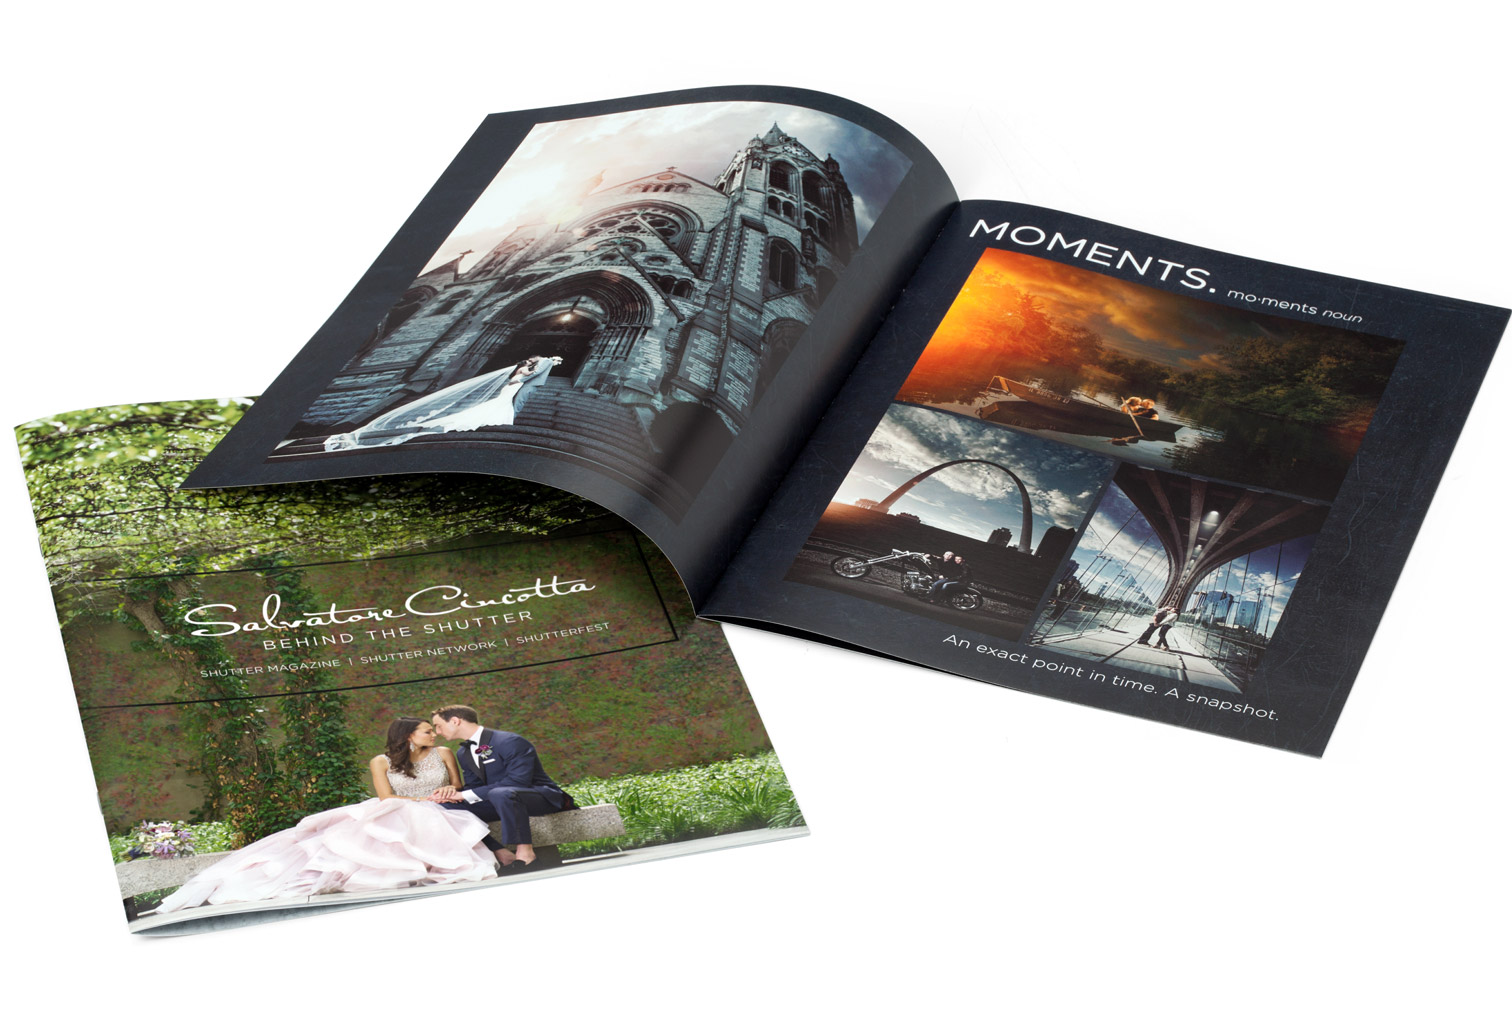 MOMENTS. mo·ments noun
An exact point in time. A snapshot.
Salvatore Cincotta
BEHIND THE SHUTTER
SHUTTER MAGAZINE | SHUTTER NETWORK | SHUTTERFEST